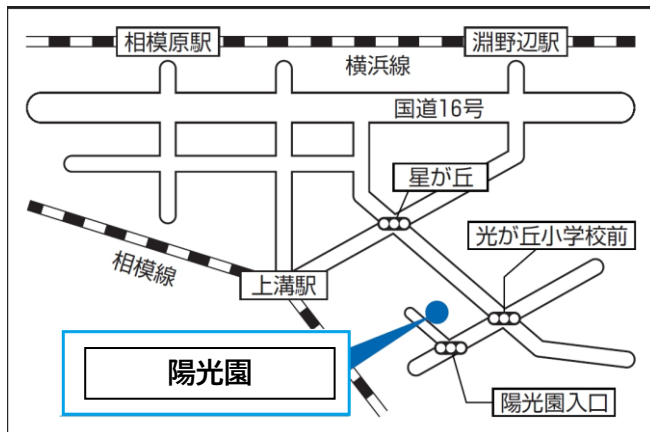 相模原駅
淵野辺駅
横浜線
国道16号
星が丘
光が丘小学校前
相模線
上溝駅
陽光園
陽光園入口